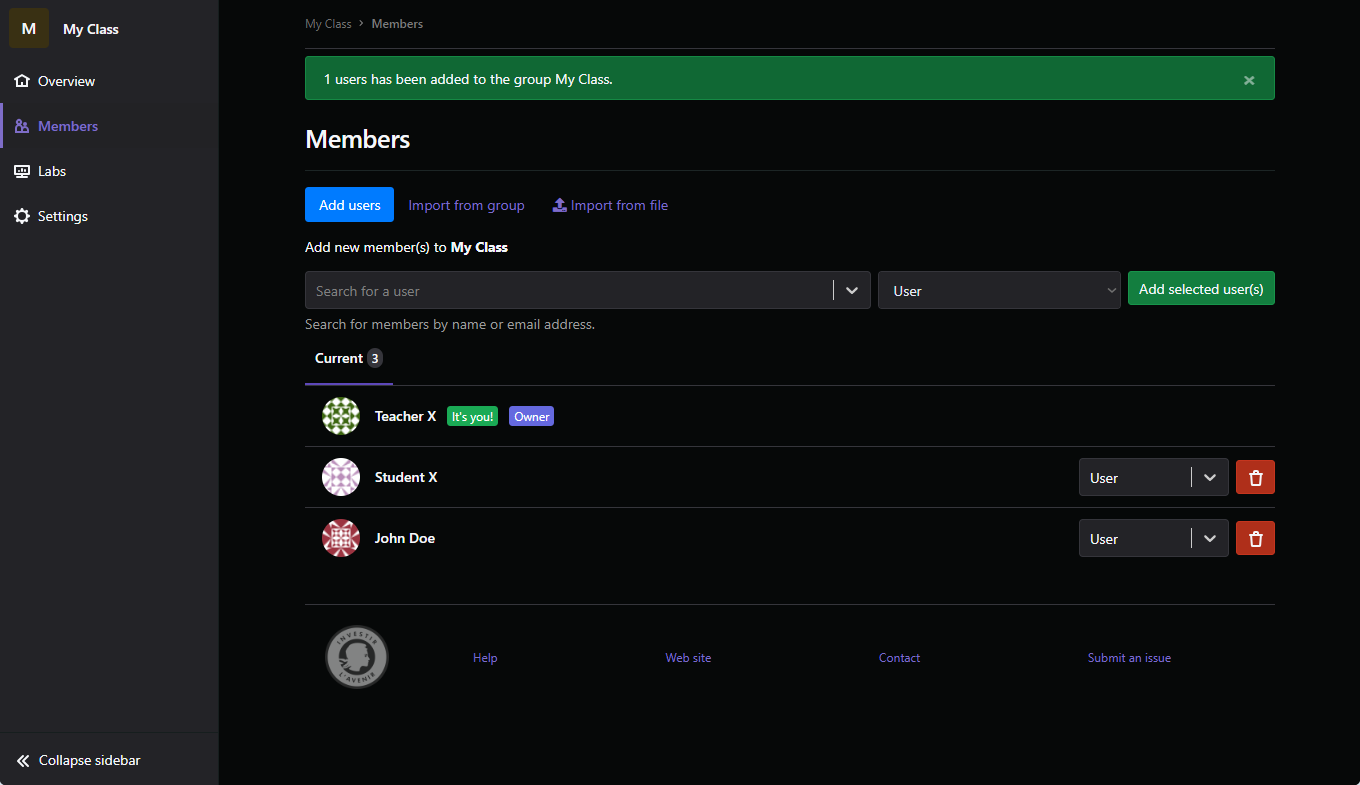 M My Class
Overview
Members
Labs
Settings
Collapse sidebar
My Class › Members
1 users has been added to the group My Class.
Members
Add users Import from group Import from file
Add new member(s) to My Class
Search for a user User Add selected user(s)
Search for members by name or email address.
Current 3
Teacher X It's you! Owner
Student X User
John Doe User
INVESTIR L'AVENIR
Help Web site Contact Submit an issue